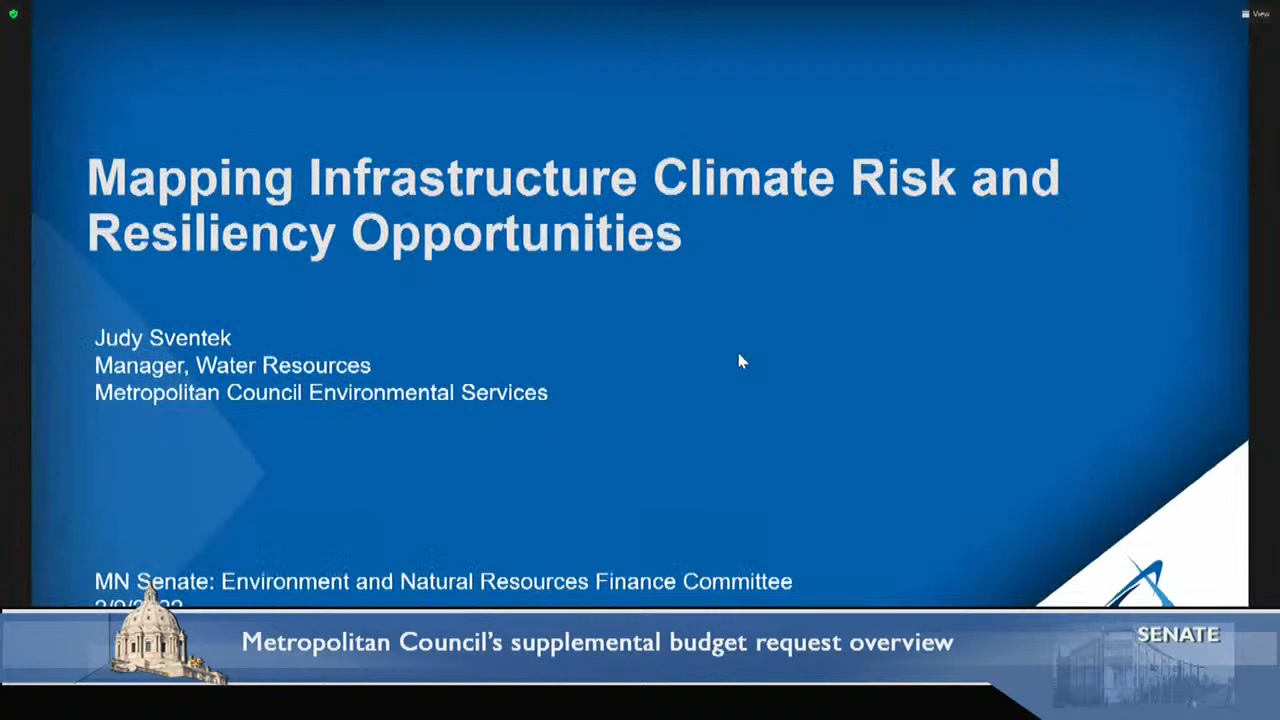 View
Mapping Infrastructure Climate Risk and
Resiliency Opportunities
Judy Sventek
Manager, Water Resources
Metropolitan Council Environmental Services
MN Senate: Environment and Natural Resources Finance Committee
Metropolitan Council’s supplemental budget request overview
SENATE